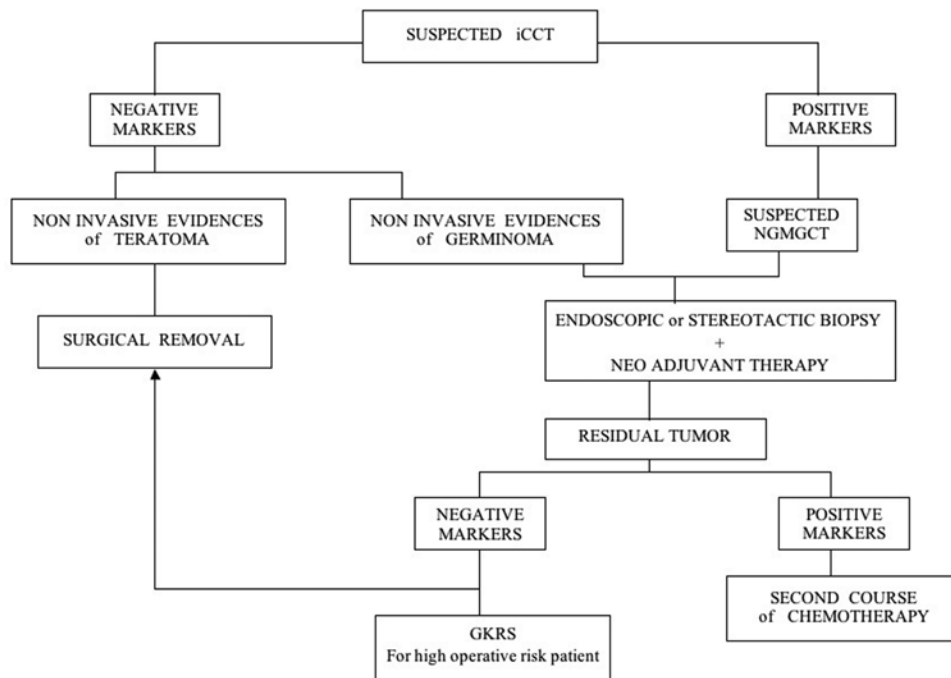 SUSPECTED iCCT
NEGATIVE
MARKERS
POSITIVE
MARKERS
NON INVASIVE EVIDENCES
of TERATOMA
NON INVASIVE EVIDENCES
of GERMINOMA
SUSPECTED
NGMGCT
SURGICAL REMOVAL
ENDOSCOPIC or STEREOTACTIC BIOPSY
+
NEO ADJUVANT THERAPY
RESIDUAL TUMOR
NEGATIVE
MARKERS
POSITIVE
MARKERS
SECOND COURSE
of CHEMOTHERAPY
GKRS
For high operative risk patient